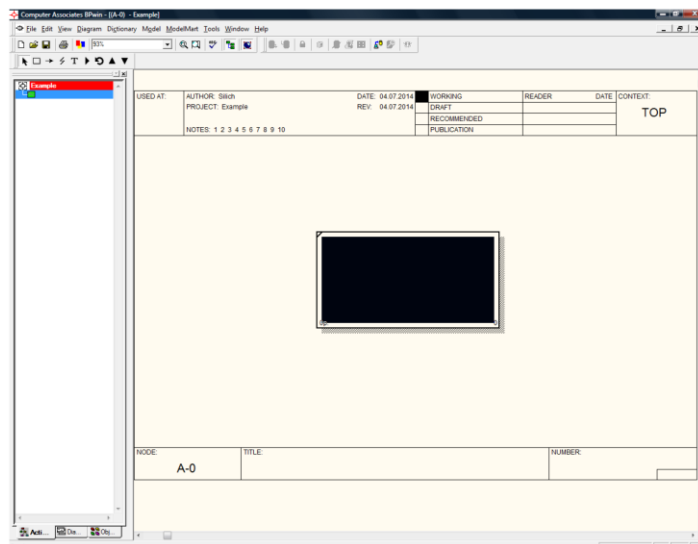 Computer Associates BPwin - [(A-0) - Example]
File Edit View Diagram Dictionary Model ModelMart Tools Window Help
93%
Example
USED AT:
AUTHOR: Silich
DATE: 04.07.2014
WORKING
READER
DATE
CONTEXT:
PROJECT: Example
REV: 04.07.2014
DRAFT
TOP
RECOMMENDED
NOTES: 1 2 3 4 5 6 7 8 9 10
PUBLICATION
NODE:
TITLE:
NUMBER:
A-0
Acti...
Dia...
Obj...